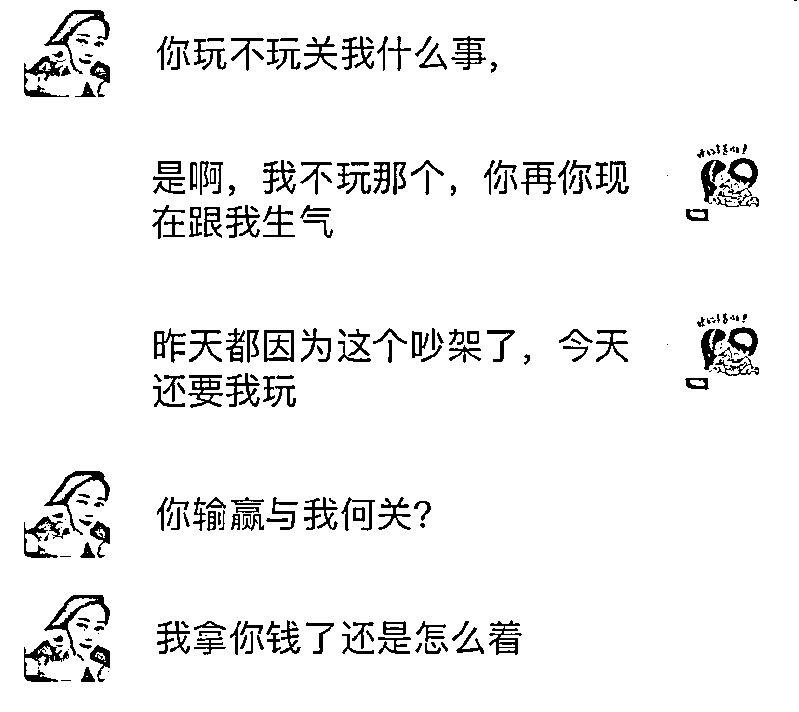 你玩不玩关我什么事,
是啊，我不玩那个，你再你现
在跟我生气
昨天都因为这个吵架了，今天
还要我玩
你输赢与我何关?
我拿你钱了还是怎么着